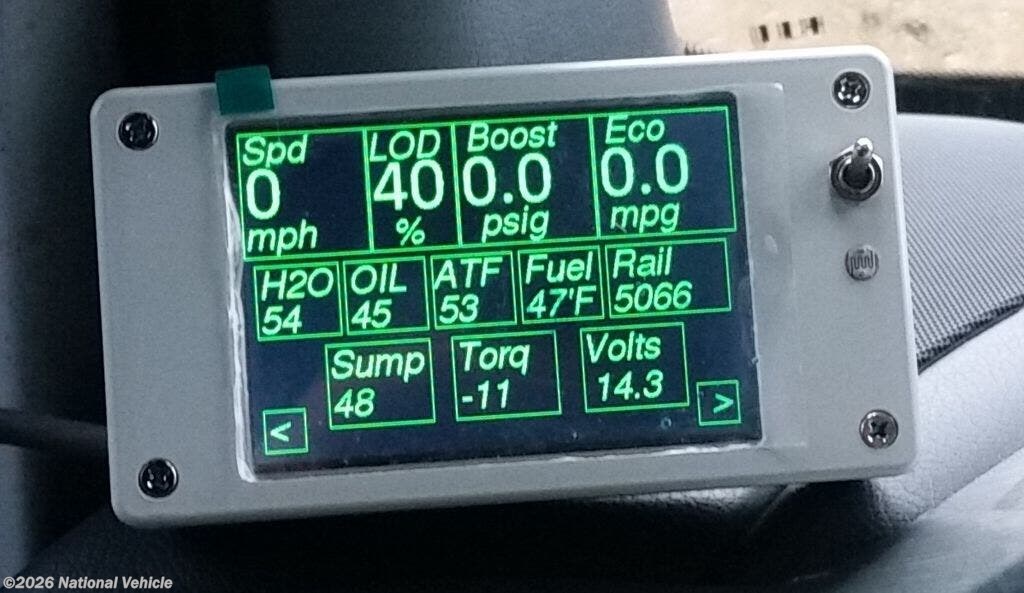 Spd LOD Boost Eco
0 40 0.0 0.0
mph % psig mpg
H2O OIL ATF Fuel Rail
54 45 53 47'F 5066
Sump Torq Volts
48 -11 14.3
< >
©2026 National Vehicle